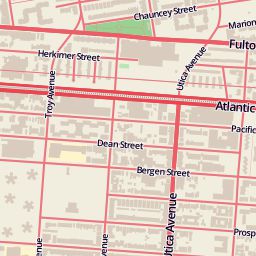 Chauncey Street
Marion
Fulto
Herkimer Street
Utica Avenue
Troy Avenue
Atlantic
Pacific
Dean Street
Bergen Street
Utica Avenue
Prosp